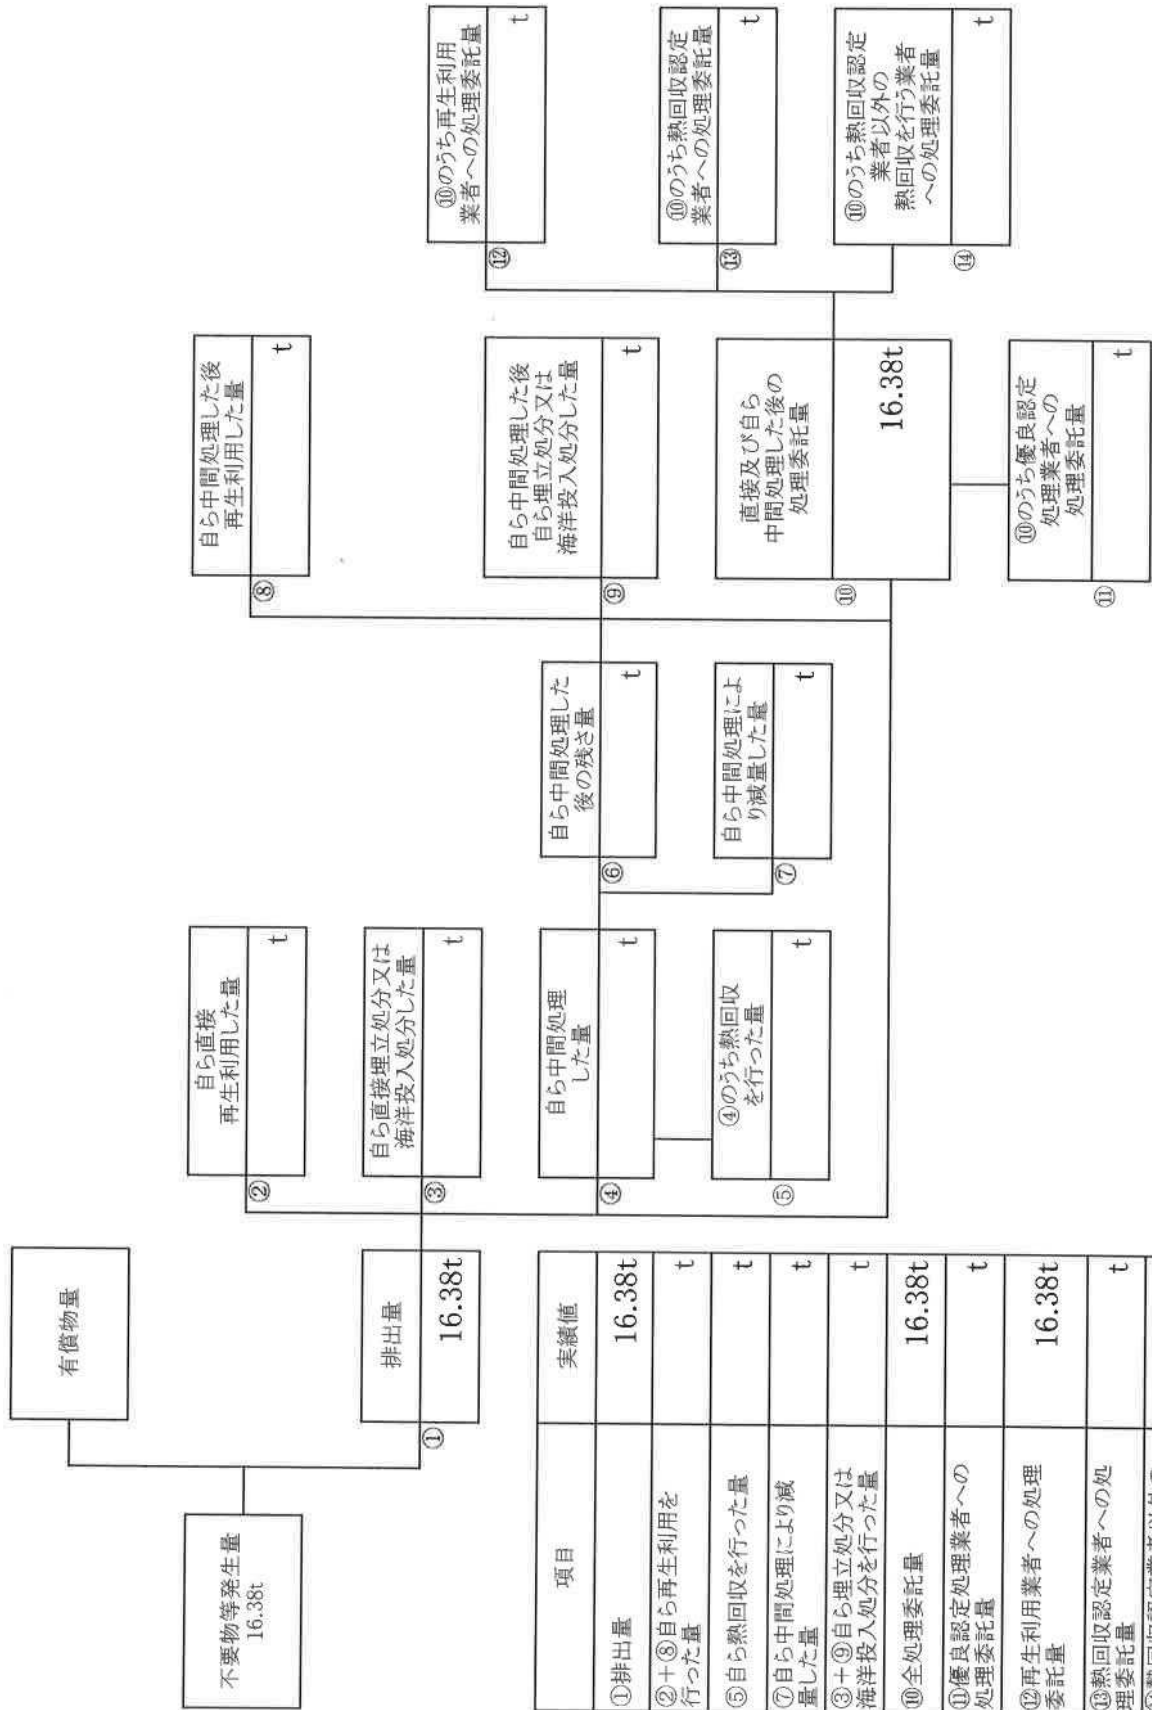 有償物量
不要物等発生量
16.38t
排出量
①
16.38t
自ら直接
再生利用した量
②
t
自ら直接埋立処分又は
海洋投入処分した量
③
t
自ら中間処理
した量
④
t
④のうち熱回収
を行った量
⑤
t
自ら中間処理した
後の残さ量
⑥
t
自ら中間処理によ
り減量した量
⑦
t
自ら中間処理した後
再生利用した量
⑧
t
自ら中間処理した後
自ら埋立処分又は
海洋投入処分した量
⑨
t
直接及び自ら
中間処理した後の
処理委託量
⑩
16.38t
⑩のうち優良認定
処理業者への
処理委託量
⑪
t
⑩のうち再生利用
業者への処理委託量
⑫
t
⑩のうち熱回収認定
業者への処理委託量
⑬
t
⑩のうち熱回収認定
業者以外の
熱回収を行う業者
への処理委託量
⑭
t
項目 実績値
①排出量 16.38t
②+⑧自ら再生利用を
行った量 t
⑤自ら熱回収を行った量 t
⑦自ら中間処理により減
量した量 t
③+⑨自ら埋立処分又は
海洋投入処分を行った量 t
⑩全処理委託量 16.38t
⑪優良認定処理業者への
処理委託量 t
⑫再生利用業者への処理
委託量 16.38t
⑬熱回収認定業者への処
理委託量 t